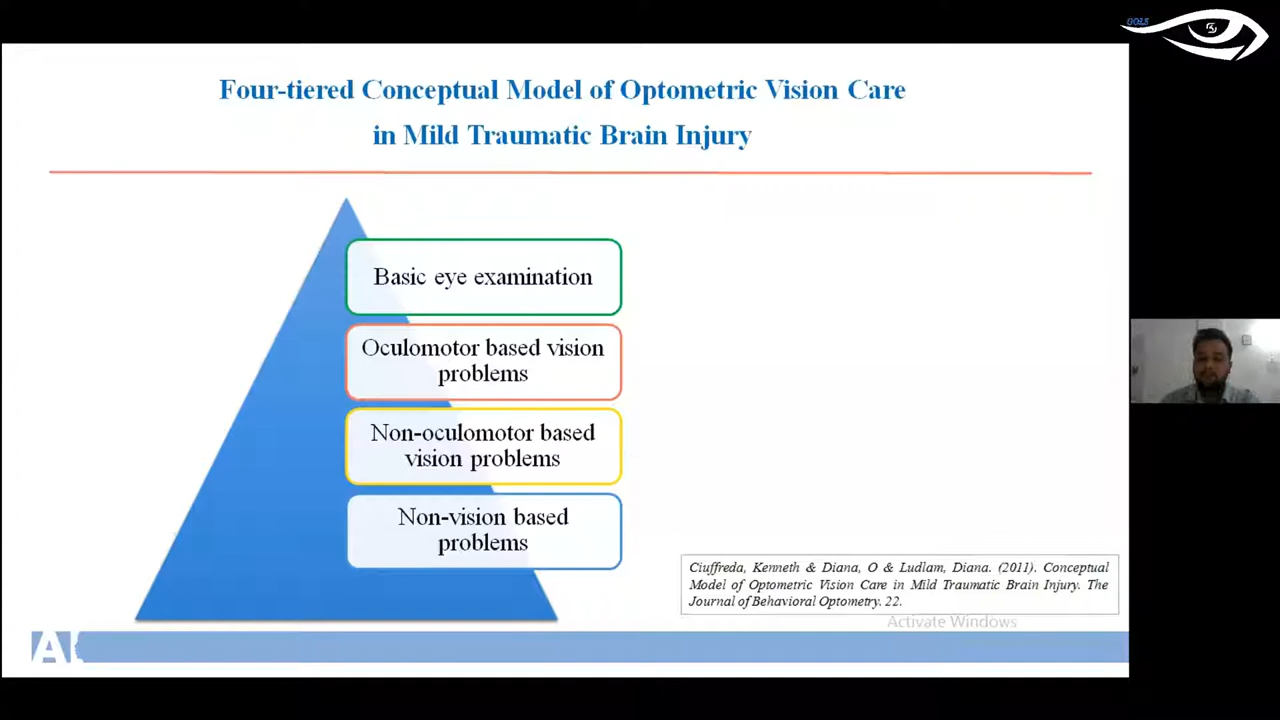 GOLS
Four-tiered Conceptual Model of Optometric Vision Care
in Mild Traumatic Brain Injury
Basic eye examination
Oculomotor based vision
problems
Non-oculomotor based
vision problems
Non-vision based
problems
Ciuffreda, Kenneth & Diana, O & Ludlam, Diana. (2011). Conceptual
Model of Optometric Vision Care in Mild Traumatic Brain Injury. The
Journal of Behavioral Optometry. 22.
Activate Windows